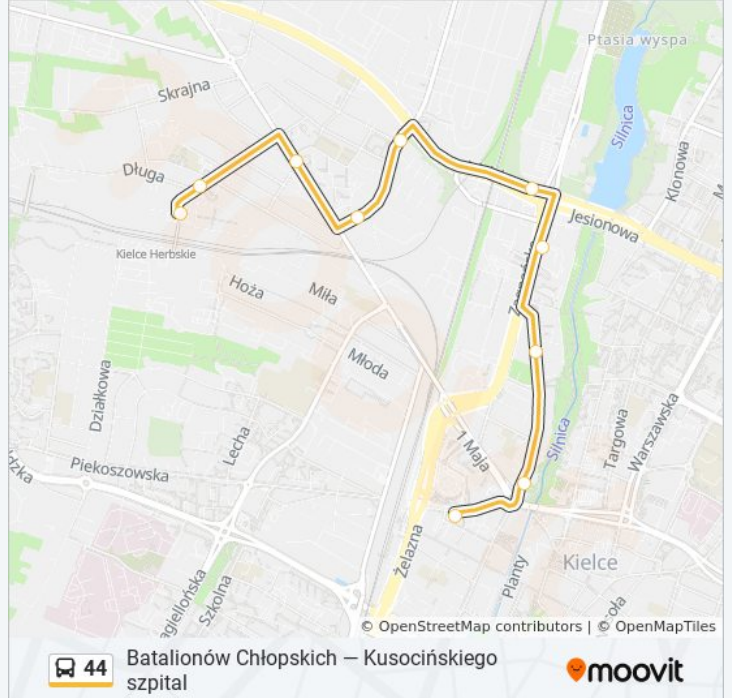 Ptasia wyspa
Skrajna
Silnica
Klonowa
Długa
Jesionowa
Kielce Herbskie
Hoża
Miła
Młoda
Działkowa
Lecha
1 Maja
Silnica
Targowa
Warszawska
Piekoszowska
Żelazna
Planty
Kielce
Szkolna
© OpenStreetMap contributors | © OpenMapTiles
44
Batalionów Chłopskich — Kusocińskiego
szpital
moovit